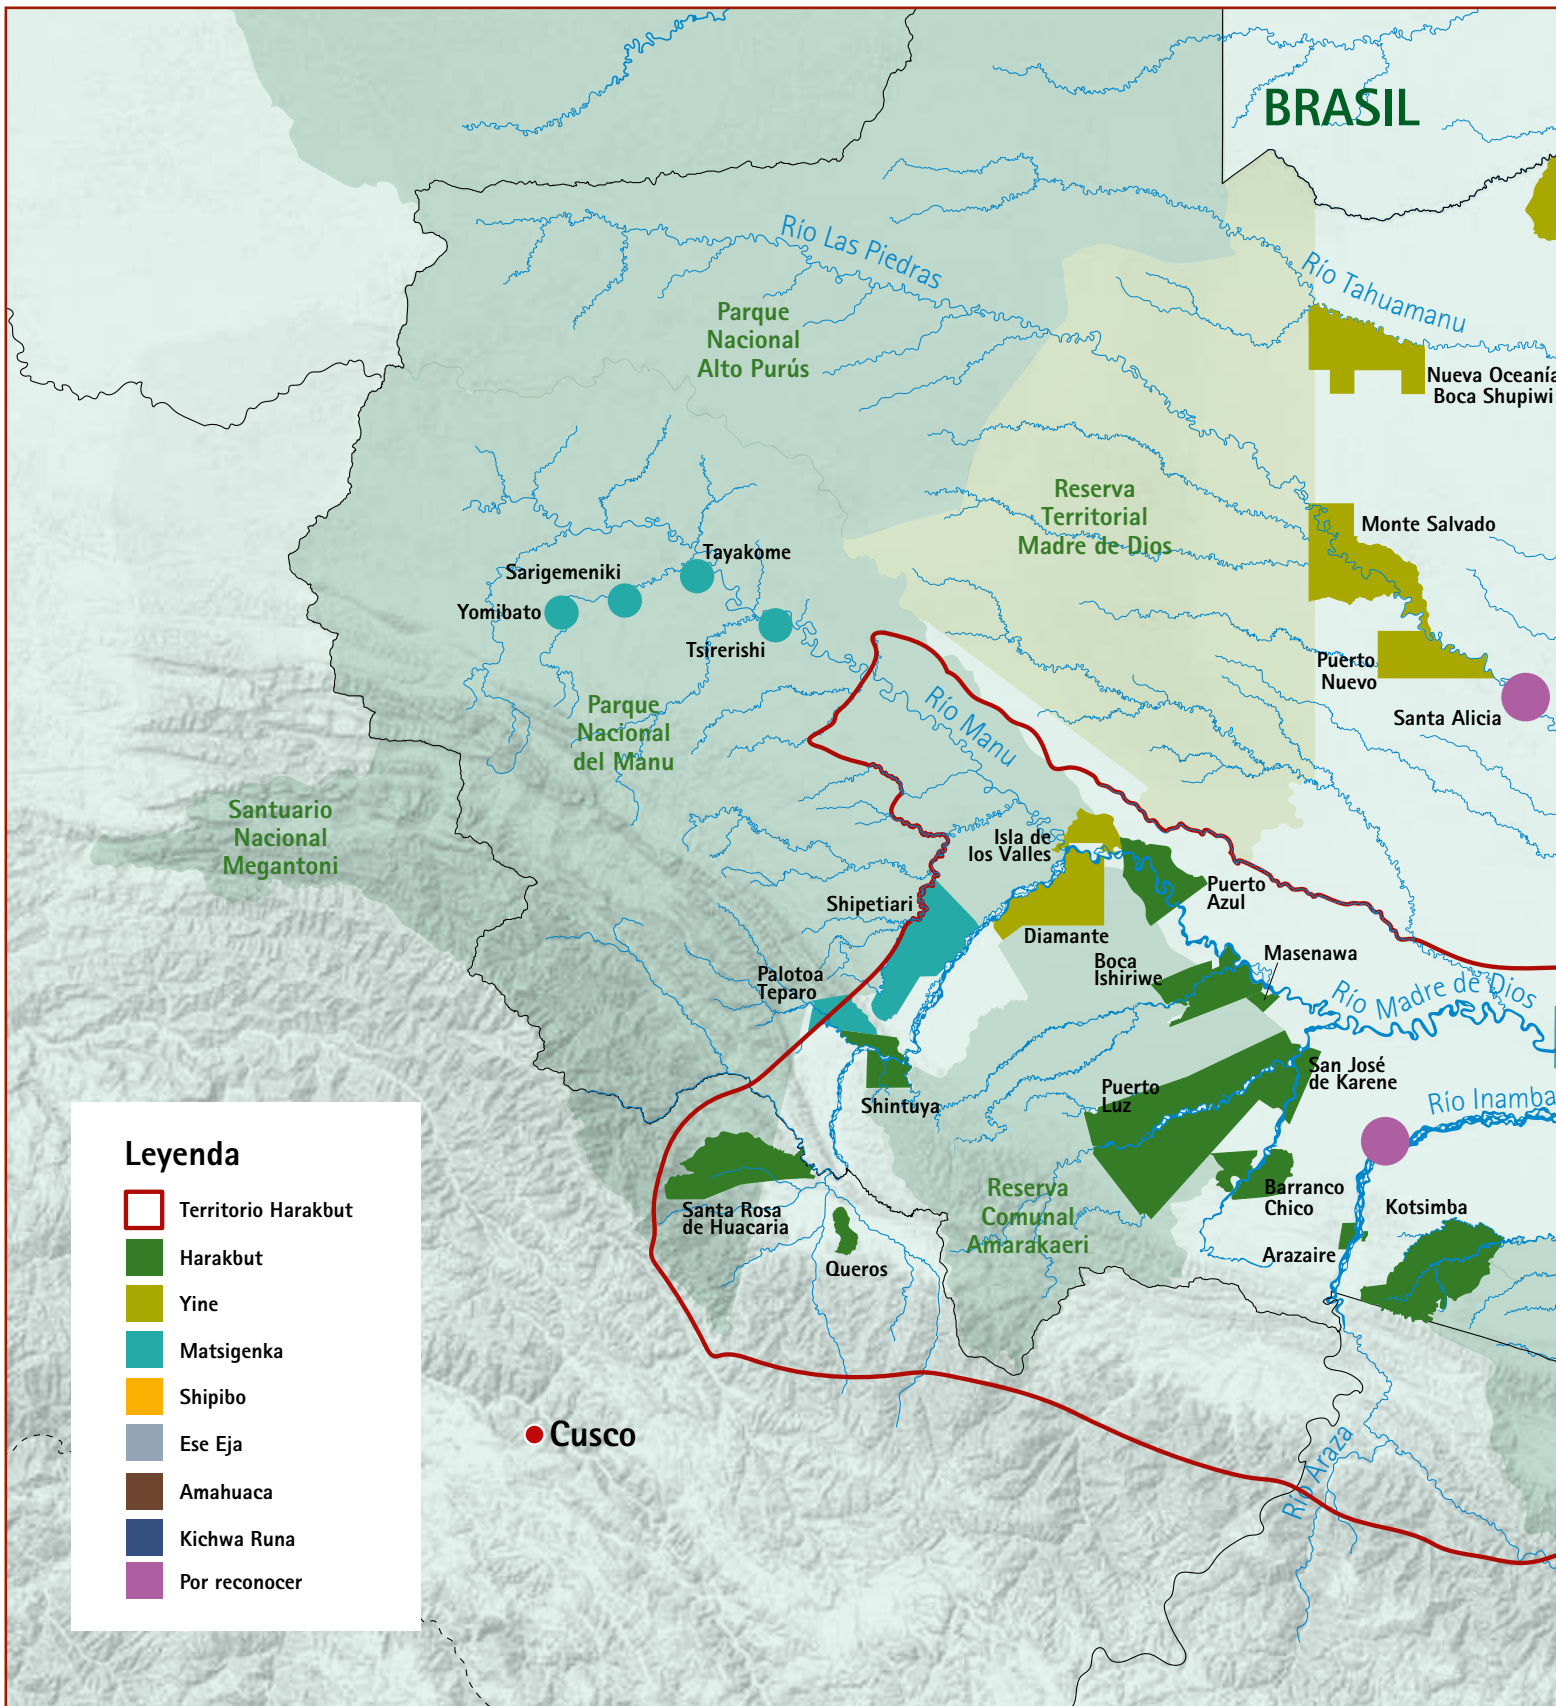 BRASIL
Río Las Piedras
Río Tahuamanu
Parque
Nacional
Alto Purús
Nueva Oceanía
Boca Shupiwi
Reserva
Territorial
Madre de Dios
Monte Salvado
Tayakome
Sarigemeniki
Yomibato
Tsirerishi
Puerto
Nuevo
Santa Alicia
Parque
Nacional
del Manu
Río Manu
Santuario
Nacional
Megantoni
Isla de
los Valles
Puerto
Azul
Shipetiari
Diamante
Masenawa
Boca
Ishiriwe
Palotoa
Teparo
Río Madre de Dios
San José
de Karene
Puerto
Luz
Shintuya
Río Inamba
Reserva
Comunal
Amarakaeri
Barranco
Chico
Kotsimba
Santa Rosa
de Huacaria
Arazaire
Queros
Cusco
Río Araza
Leyenda
Territorio Harakbut
Harakbut
Yine
Matsigenka
Shipibo
Ese Eja
Amahuaca
Kichwa Runa
Por reconocer